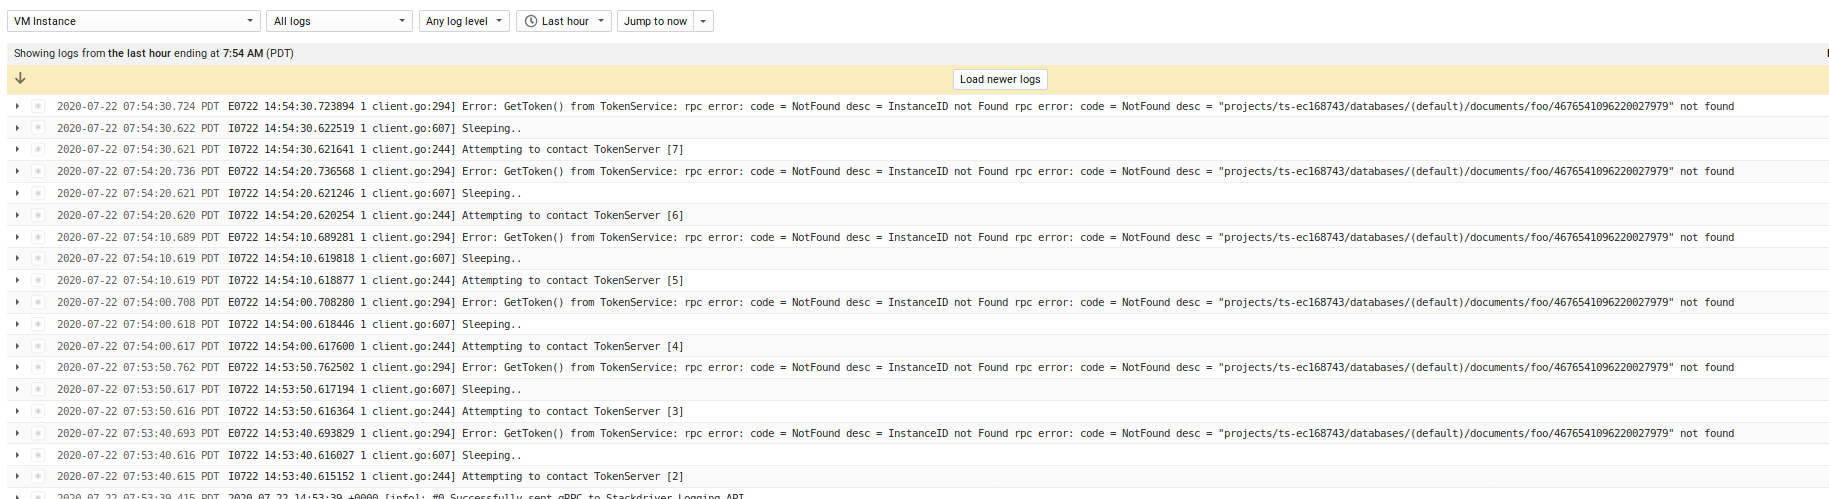 VM Instance All logs Any log level Last hour Jump to now
Showing logs from the last hour ending at 7:54 AM (PDT)
Load newer logs
2020-07-22 07:54:30.724 PDT E0722 14:54:30.723894 1 client.go:294] Error: GetToken() from TokenService: rpc error: code = NotFound desc = InstanceID not Found rpc error: code = NotFound desc = "projects/ts-ec168743/databases/(default)/documents/foo/4676541096220027979" not found
2020-07-22 07:54:30.622 PDT I0722 14:54:30.622519 1 client.go:607] Sleeping..
2020-07-22 07:54:30.621 PDT I0722 14:54:30.621641 1 client.go:244] Attempting to contact TokenServer [7]
2020-07-22 07:54:20.736 PDT E0722 14:54:20.736568 1 client.go:294] Error: GetToken() from TokenService: rpc error: code = NotFound desc = InstanceID not Found rpc error: code = NotFound desc = "projects/ts-ec168743/databases/(default)/documents/foo/4676541096220027979" not found
2020-07-22 07:54:20.621 PDT I0722 14:54:20.621246 1 client.go:607] Sleeping..
2020-07-22 07:54:20.620 PDT I0722 14:54:20.620254 1 client.go:244] Attempting to contact TokenServer [6]
2020-07-22 07:54:10.689 PDT E0722 14:54:10.689281 1 client.go:294] Error: GetToken() from TokenService: rpc error: code = NotFound desc = InstanceID not Found rpc error: code = NotFound desc = "projects/ts-ec168743/databases/(default)/documents/foo/4676541096220027979" not found
2020-07-22 07:54:10.619 PDT I0722 14:54:10.619818 1 client.go:607] Sleeping..
2020-07-22 07:54:10.619 PDT I0722 14:54:10.618877 1 client.go:244] Attempting to contact TokenServer [5]
2020-07-22 07:54:00.708 PDT E0722 14:54:00.708280 1 client.go:294] Error: GetToken() from TokenService: rpc error: code = NotFound desc = InstanceID not Found rpc error: code = NotFound desc = "projects/ts-ec168743/databases/(default)/documents/foo/4676541096220027979" not found
2020-07-22 07:54:00.618 PDT I0722 14:54:00.618446 1 client.go:607] Sleeping..
2020-07-22 07:54:00.617 PDT I0722 14:54:00.617600 1 client.go:244] Attempting to contact TokenServer [4]
2020-07-22 07:53:50.762 PDT E0722 14:53:50.762502 1 client.go:294] Error: GetToken() from TokenService: rpc error: code = NotFound desc = InstanceID not Found rpc error: code = NotFound desc = "projects/ts-ec168743/databases/(default)/documents/foo/4676541096220027979" not found
2020-07-22 07:53:50.617 PDT I0722 14:53:50.617194 1 client.go:607] Sleeping..
2020-07-22 07:53:50.616 PDT I0722 14:53:50.616364 1 client.go:244] Attempting to contact TokenServer [3]
2020-07-22 07:53:40.693 PDT E0722 14:53:40.693829 1 client.go:294] Error: GetToken() from TokenService: rpc error: code = NotFound desc = InstanceID not Found rpc error: code = NotFound desc = "projects/ts-ec168743/databases/(default)/documents/foo/4676541096220027979" not found
2020-07-22 07:53:40.616 PDT I0722 14:53:40.616027 1 client.go:607] Sleeping..
2020-07-22 07:53:40.615 PDT I0722 14:53:40.615152 1 client.go:244] Attempting to contact TokenServer [2]
2020-07-22 07:53:39.415 PDT 2020-07-22 14:53:39 +0000 [info]: #0 Successfully sent gRPC to Stackdriver Logging API.